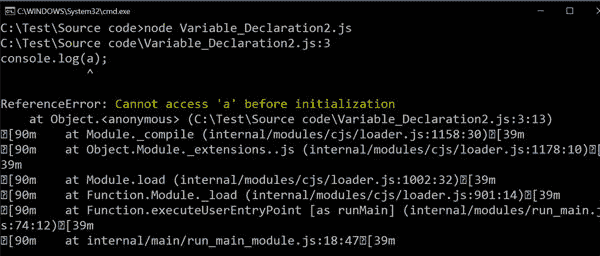 C:\WINDOWS\System32\cmd.exe
C:\Test\Source code>node Variable_Declaration2.js
C:\Test\Source code\Variable_Declaration2.js:3
console.log(a);
^
ReferenceError: Cannot access 'a' before initialization
at Object.<anonymous> (C:\Test\Source code\Variable_Declaration2.js:3:13)
⍰[90m    at Module._compile (internal/modules/cjs/loader.js:1158:30)⍰[39m
⍰[90m    at Object.Module._extensions..js (internal/modules/cjs/loader.js:1178:10)⍰[
39m
⍰[90m    at Module.load (internal/modules/cjs/loader.js:1002:32)⍰[39m
⍰[90m    at Function.Module._load (internal/modules/cjs/loader.js:901:14)⍰[39m
⍰[90m    at Function.executeUserEntryPoint [as runMain] (internal/modules/run_main.j
s:74:12)⍰[39m
⍰[90m    at internal/main/run_main_module.js:18:47⍰[39m